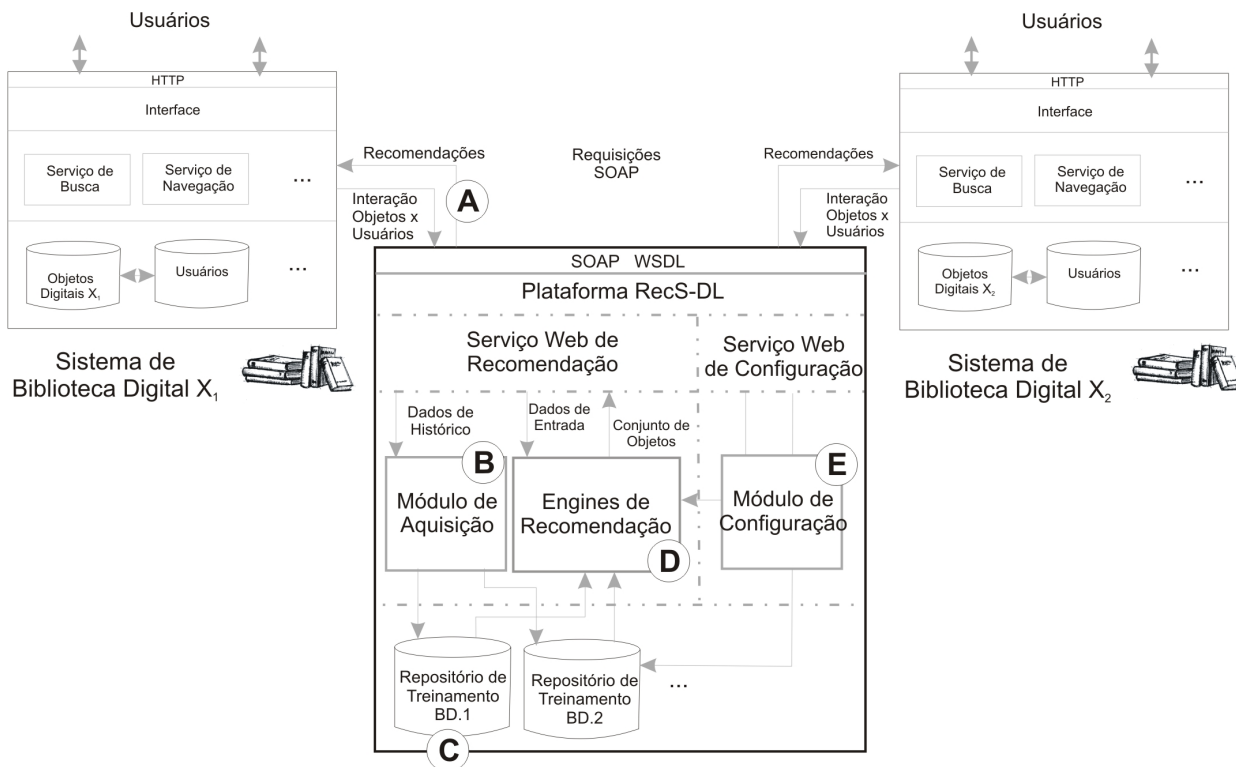 Usuários
HTTP
Interface
Serviço de
Busca
Serviço de
Navegação
...
Objetos
Digitais X₁
Usuários
...
Sistema de
Biblioteca Digital X₁
Recomendações
Interação
Objetos x
Usuários
A
Requisições
SOAP
Recomendações
Interação
Objetos x
Usuários
Usuários
HTTP
Interface
Serviço de
Busca
Serviço de
Navegação
...
Objetos
Digitais X₂
Usuários
...
Sistema de
Biblioteca Digital X₂
SOAP WSDL
Plataforma RecS-DL
Serviço Web de
Recomendação
Serviço Web
de Configuração
Dados de
Histórico
Dados de
Entrada
Conjunto de
Objetos
B
Módulo de
Aquisição
Engines de
Recomendação
D
E
Módulo de
Configuração
Repositório de
Treinamento
BD.1
C
Repositório de
Treinamento
BD.2
...